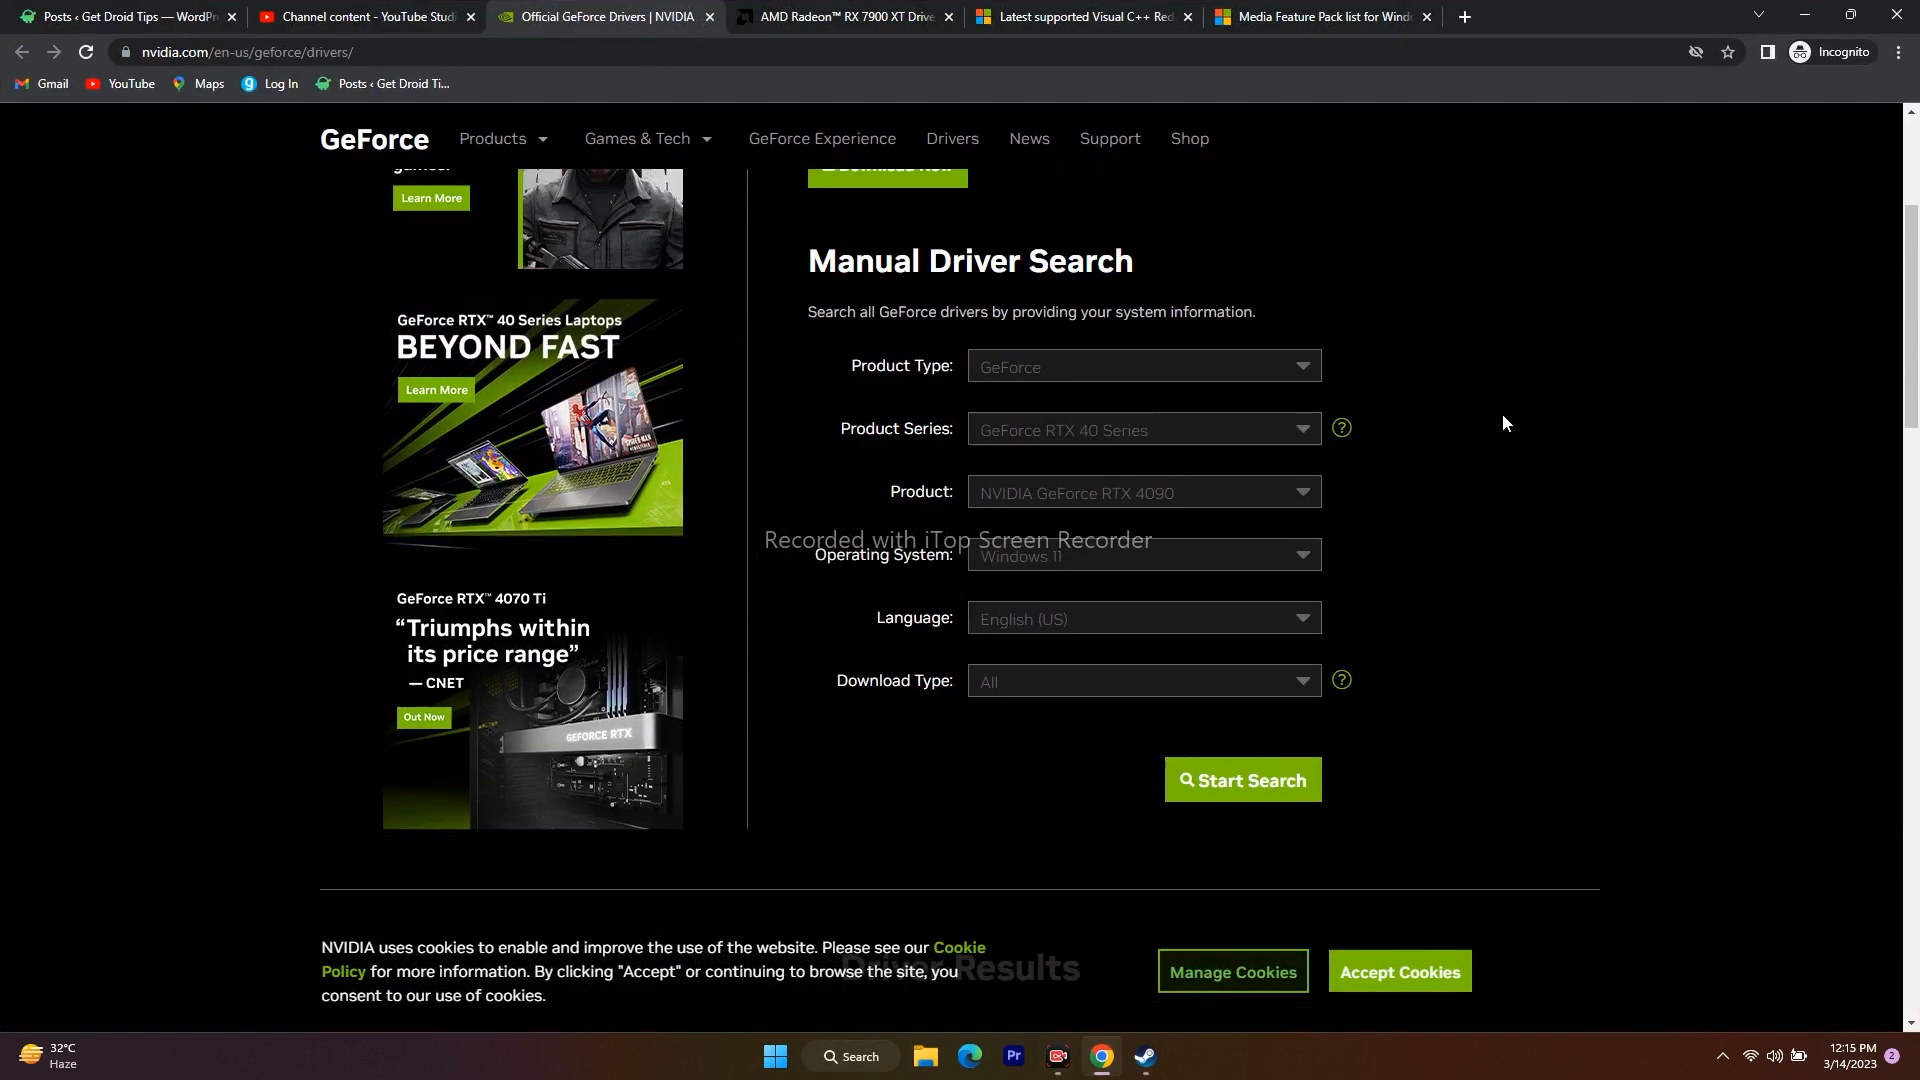 Posts ‹ Get Droid Tips — WordPr
Channel content - YouTube Studi
Official GeForce Drivers | NVIDIA
AMD Radeon™ RX 7900 XT Drive
Latest supported Visual C++ Red
Media Feature Pack list for Wind
nvidia.com/en-us/geforce/drivers/
Incognito
Gmail
YouTube
Maps
Log In
Posts ‹ Get Droid Ti...
GeForce
Products
Games & Tech
GeForce Experience
Drivers
News
Support
Shop
Learn More
GeForce RTX™ 40 Series Laptops
BEYOND FAST
Learn More
GeForce RTX™ 4070 Ti
“Triumphs within
its price range”
— CNET
Out Now
GEFORCE RTX
Download Now
Manual Driver Search
Search all GeForce drivers by providing your system information.
Product Type:
GeForce
Product Series:
GeForce RTX 40 Series
?
Product:
NVIDIA GeForce RTX 4090
Recorded with iTop Screen Recorder
Operating System:
Windows 11
Language:
English (US)
Download Type:
All
?
Start Search
Driver Results
NVIDIA uses cookies to enable and improve the use of the website. Please see our Cookie
Policy for more information. By clicking "Accept" or continuing to browse the site, you
consent to our use of cookies.
Manage Cookies
Accept Cookies
32°C
Haze
Search
Pr
12:15 PM
3/14/2023
2